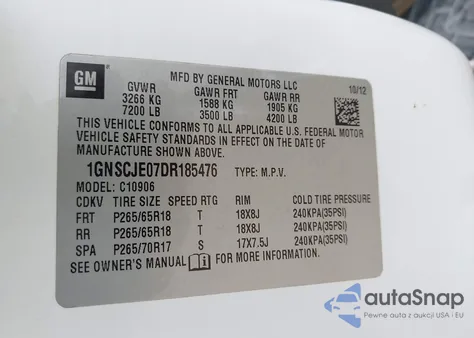 GM
MFD BY GENERAL MOTORS LLC
10/12
GVWR GAWR FRT GAWR RR
3266 KG 1588 KG 1905 KG
7200 LB 3500 LB 4200 LB
THIS VEHICLE CONFORMS TO ALL APPLICABLE U.S. FEDERAL MOTOR
VEHICLE SAFETY STANDARDS IN EFFECT ON THE DATE OF
MANUFACTURE SHOWN ABOVE.
1GNSCJE07DR185476 TYPE: M.P.V.
MODEL: C10906
CDKV TIRE SIZE SPEED RTG RIM COLD TIRE PRESSURE
FRT P265/65R18 T 18X8J 240KPA(35PSI)
RR P265/65R18 T 18X8J 240KPA(35PSI)
SPA P265/70R17 S 17X7.5J 240KPA(35PSI)
SEE OWNER'S MANUAL FOR MORE INFORMATION.
autaSnap
Pewne auta z aukcji USA i EU